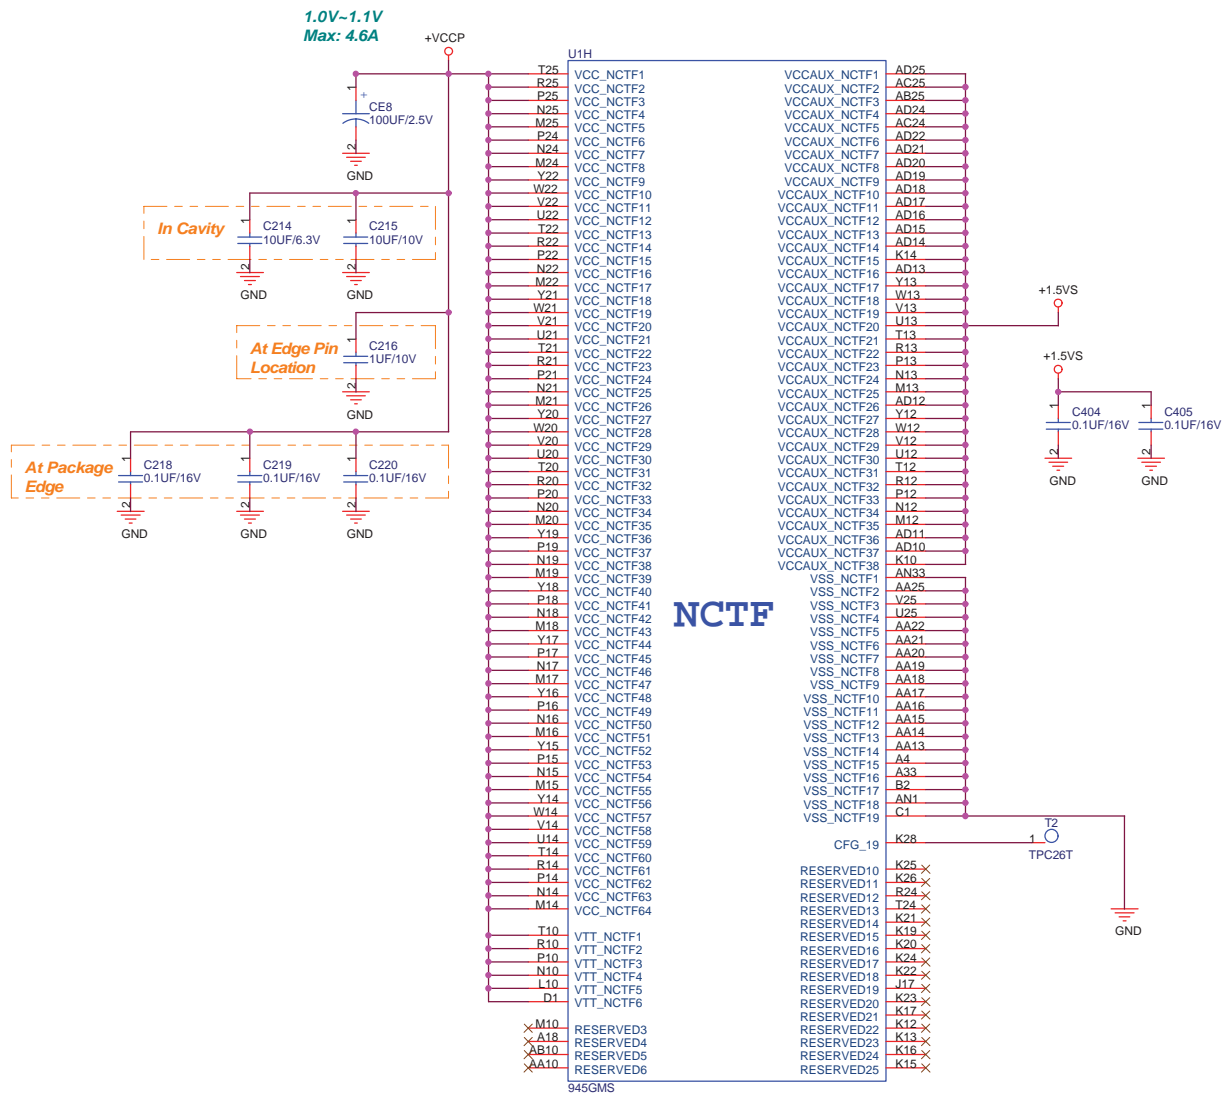 1.0V~1.1V
Max: 4.6A
+VCCP
U1H
1
+
CE8
100UF/2.5V
2
GND
In Cavity
1
C214
10UF/6.3V
2
GND
1
C215
10UF/10V
2
GND
At Edge Pin
Location
1
C216
1UF/10V
2
GND
At Package
Edge
1
C218
0.1UF/16V
2
GND
1
C219
0.1UF/16V
2
GND
1
C220
0.1UF/16V
2
GND
T25 VCC_NCTF1
R25 VCC_NCTF2
P25 VCC_NCTF3
N25 VCC_NCTF4
M25 VCC_NCTF5
P24 VCC_NCTF6
N24 VCC_NCTF7
M24 VCC_NCTF8
Y22 VCC_NCTF9
W22 VCC_NCTF10
V22 VCC_NCTF11
U22 VCC_NCTF12
T22 VCC_NCTF13
R22 VCC_NCTF14
P22 VCC_NCTF15
N22 VCC_NCTF16
M22 VCC_NCTF17
Y21 VCC_NCTF18
W21 VCC_NCTF19
V21 VCC_NCTF20
U21 VCC_NCTF21
T21 VCC_NCTF22
R21 VCC_NCTF23
P21 VCC_NCTF24
N21 VCC_NCTF25
M21 VCC_NCTF26
Y20 VCC_NCTF27
W20 VCC_NCTF28
V20 VCC_NCTF29
U20 VCC_NCTF30
T20 VCC_NCTF31
R20 VCC_NCTF32
P20 VCC_NCTF33
N20 VCC_NCTF34
M20 VCC_NCTF35
Y19 VCC_NCTF36
P19 VCC_NCTF37
N19 VCC_NCTF38
M19 VCC_NCTF39
Y18 VCC_NCTF40
P18 VCC_NCTF41
N18 VCC_NCTF42
M18 VCC_NCTF43
Y17 VCC_NCTF44
P17 VCC_NCTF45
N17 VCC_NCTF46
M17 VCC_NCTF47
Y16 VCC_NCTF48
P16 VCC_NCTF49
N16 VCC_NCTF50
M16 VCC_NCTF51
Y15 VCC_NCTF52
P15 VCC_NCTF53
N15 VCC_NCTF54
M15 VCC_NCTF55
Y14 VCC_NCTF56
W14 VCC_NCTF57
V14 VCC_NCTF58
U14 VCC_NCTF59
T14 VCC_NCTF60
R14 VCC_NCTF61
P14 VCC_NCTF62
N14 VCC_NCTF63
M14 VCC_NCTF64
T10 VTT_NCTF1
R10 VTT_NCTF2
P10 VTT_NCTF3
N10 VTT_NCTF4
L10 VTT_NCTF5
D1 VTT_NCTF6
M10 RESERVED3
A18 RESERVED4
AB10 RESERVED5
AA10 RESERVED6
945GMS
NCTF
VCCAUX_NCTF1 AD25
VCCAUX_NCTF2 AC25
VCCAUX_NCTF3 AB25
VCCAUX_NCTF4 AD24
VCCAUX_NCTF5 AC24
VCCAUX_NCTF6 AD22
VCCAUX_NCTF7 AD21
VCCAUX_NCTF8 AD20
VCCAUX_NCTF9 AD19
VCCAUX_NCTF10 AD18
VCCAUX_NCTF11 AD17
VCCAUX_NCTF12 AD16
VCCAUX_NCTF13 AD15
VCCAUX_NCTF14 AD14
VCCAUX_NCTF15 K14
VCCAUX_NCTF16 AD13
VCCAUX_NCTF17 Y13
VCCAUX_NCTF18 W13
VCCAUX_NCTF19 V13
VCCAUX_NCTF20 U13
VCCAUX_NCTF21 T13
VCCAUX_NCTF22 R13
VCCAUX_NCTF23 P13
VCCAUX_NCTF24 N13
VCCAUX_NCTF25 M13
VCCAUX_NCTF26 AD12
VCCAUX_NCTF27 Y12
VCCAUX_NCTF28 W12
VCCAUX_NCTF29 V12
VCCAUX_NCTF30 U12
VCCAUX_NCTF31 T12
VCCAUX_NCTF32 R12
VCCAUX_NCTF33 P12
VCCAUX_NCTF34 N12
VCCAUX_NCTF35 M12
VCCAUX_NCTF36 AD11
VCCAUX_NCTF37 AD10
VCCAUX_NCTF38 K10
VSS_NCTF1 AN33
VSS_NCTF2 AA25
VSS_NCTF3 V25
VSS_NCTF4 U25
VSS_NCTF5 AA22
VSS_NCTF6 AA21
VSS_NCTF7 AA20
VSS_NCTF8 AA19
VSS_NCTF9 AA18
VSS_NCTF10 AA17
VSS_NCTF11 AA16
VSS_NCTF12 AA15
VSS_NCTF13 AA14
VSS_NCTF14 AA13
VSS_NCTF15 A4
VSS_NCTF16 A33
VSS_NCTF17 B2
VSS_NCTF18 AN1
VSS_NCTF19 C1
CFG_19 K28
RESERVED10 K25
RESERVED11 K26
RESERVED12 R24
RESERVED13 T24
RESERVED14 K21
RESERVED15 K19
RESERVED16 K20
RESERVED17 K24
RESERVED18 K22
RESERVED19 J17
RESERVED20 K23
RESERVED21 K17
RESERVED22 K12
RESERVED23 K13
RESERVED24 K16
RESERVED25 K15
+1.5VS
+1.5VS
1
C404
0.1UF/16V
2
GND
1
C405
0.1UF/16V
2
GND
T2
1
TPC26T
GND